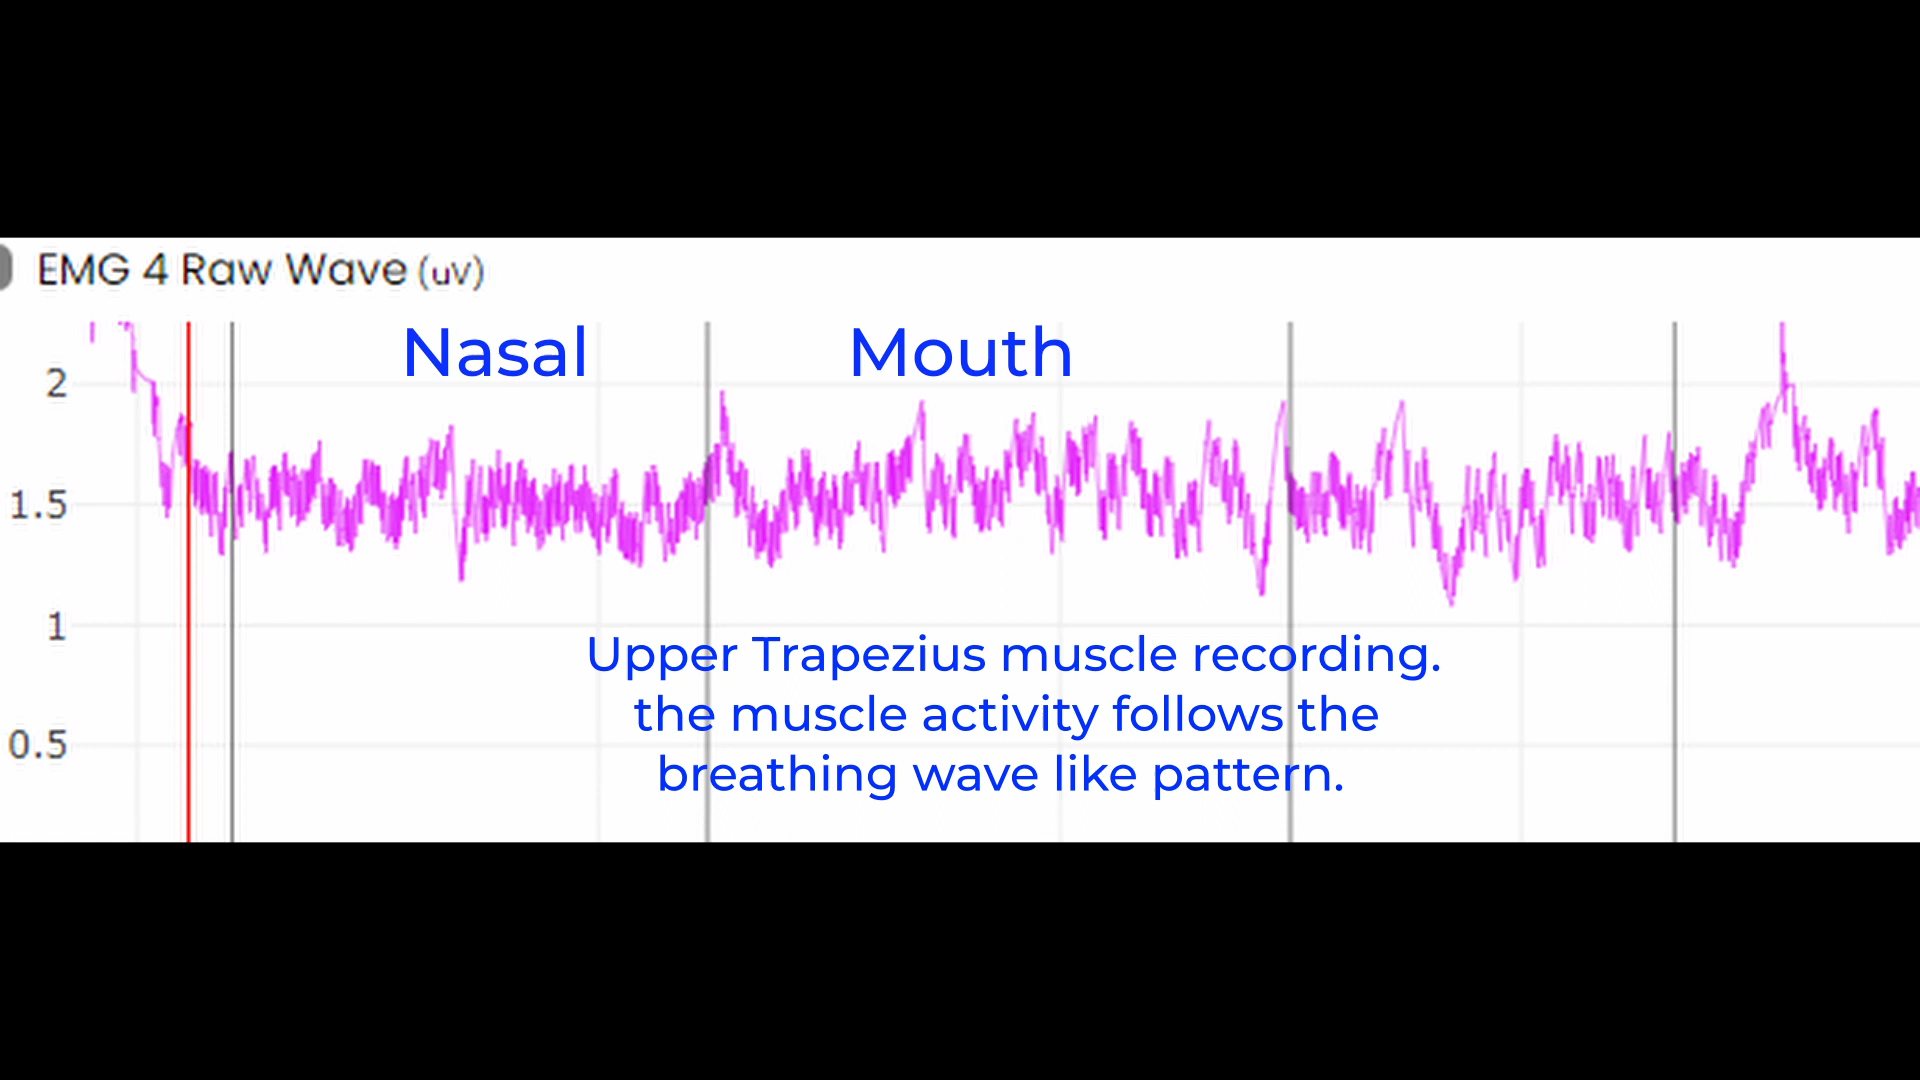 EMG 4 Raw Wave (uV)
Nasal
Mouth
2
1.5
1
0.5
Upper Trapezius muscle recording.
the muscle activity follows the
breathing wave like pattern.